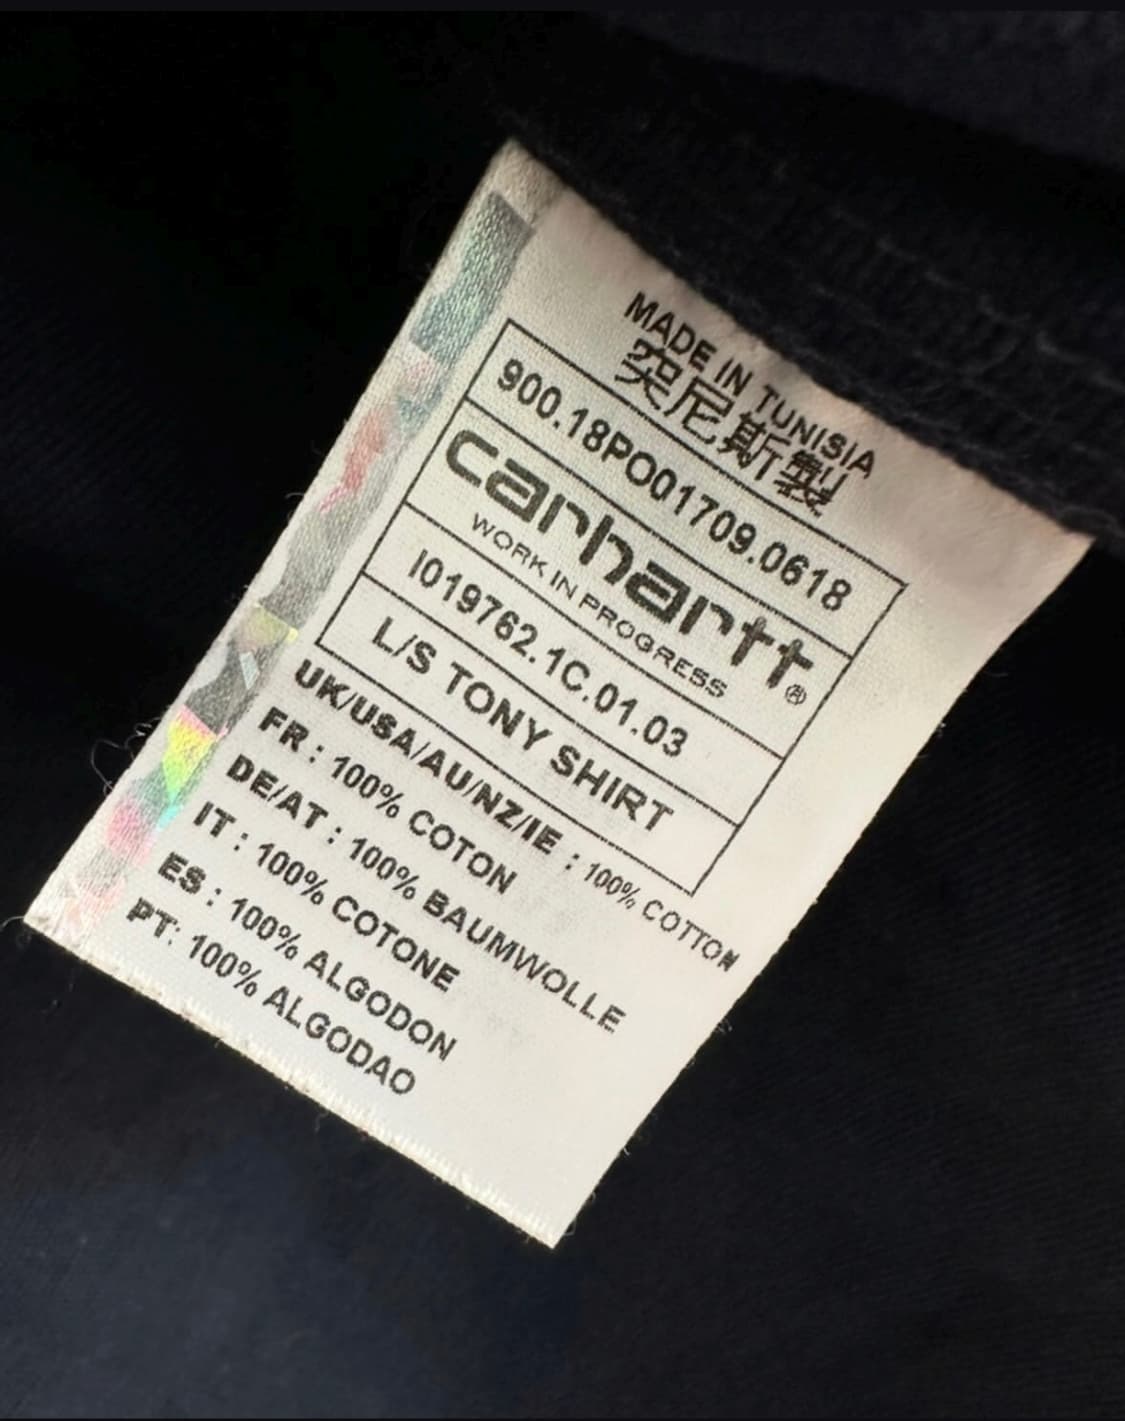 MADE IN TUNISIA
突尼斯製
900.18PO01709.0618
carhartt®
WORK IN PROGRESS
I019762.1C.01.03
L/S TONY SHIRT
UK/USA/AU/NZ/IE : 100% COTTON
FR : 100% COTON
DE/AT : 100% BAUMWOLLE
IT : 100% COTONE
ES : 100% ALGODON
PT: 100% ALGODAO